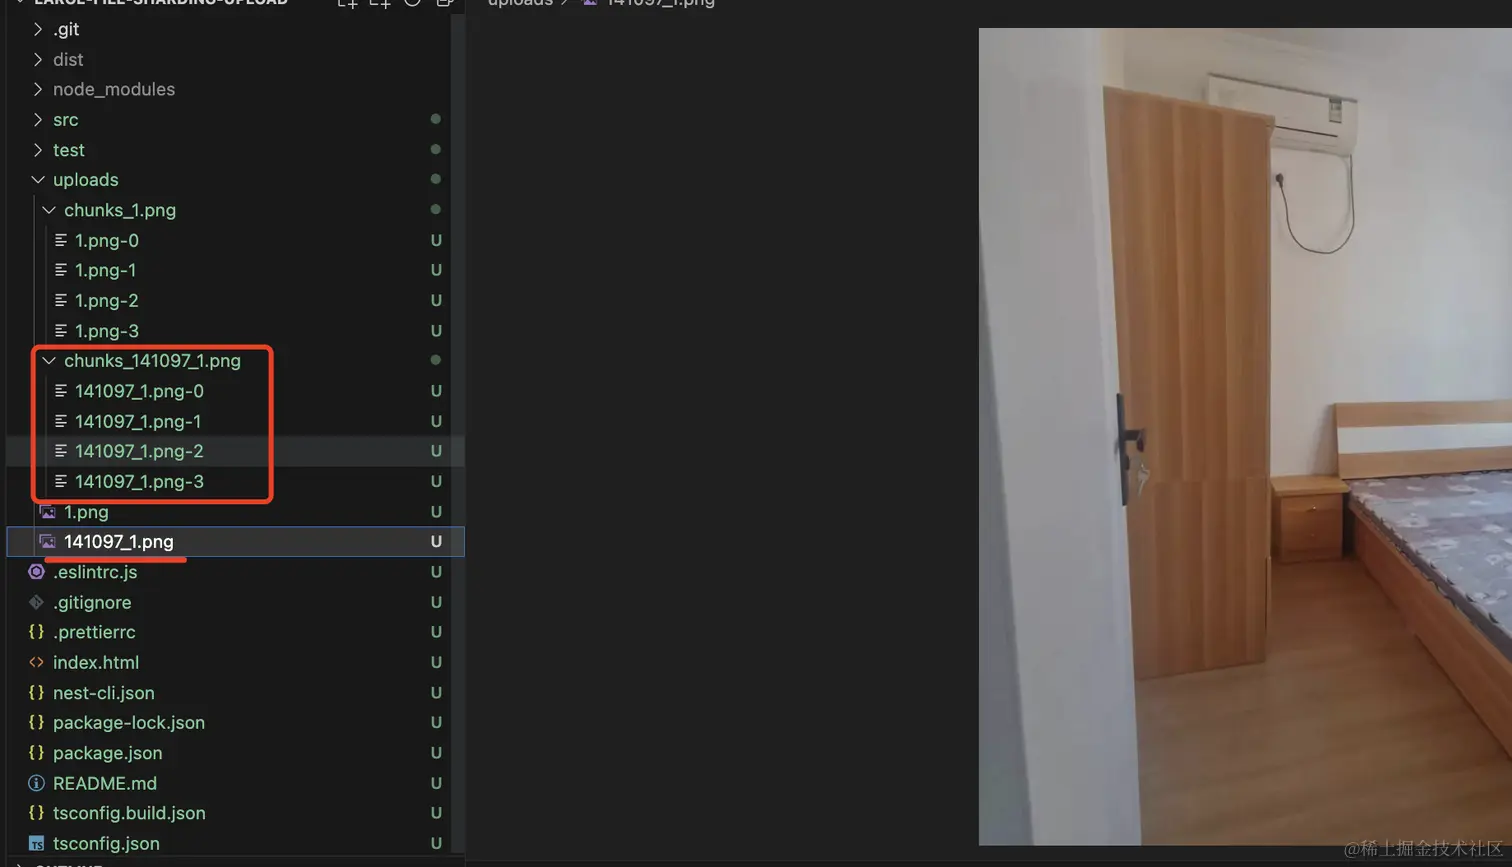 LARGE-FILE-SHARDING-UPLOAD
uploads > 141097_1.png
.git
dist
node_modules
src
test
uploads
chunks_1.png
1.png-0 U
1.png-1 U
1.png-2 U
1.png-3 U
chunks_141097_1.png
141097_1.png-0 U
141097_1.png-1 U
141097_1.png-2 U
141097_1.png-3 U
1.png U
141097_1.png U
.eslintrc.js U
.gitignore U
.prettierrc U
index.html U
nest-cli.json U
package-lock.json U
package.json U
README.md U
tsconfig.build.json U
TS tsconfig.json U
OUTLINE
@稀土掘金技术社区